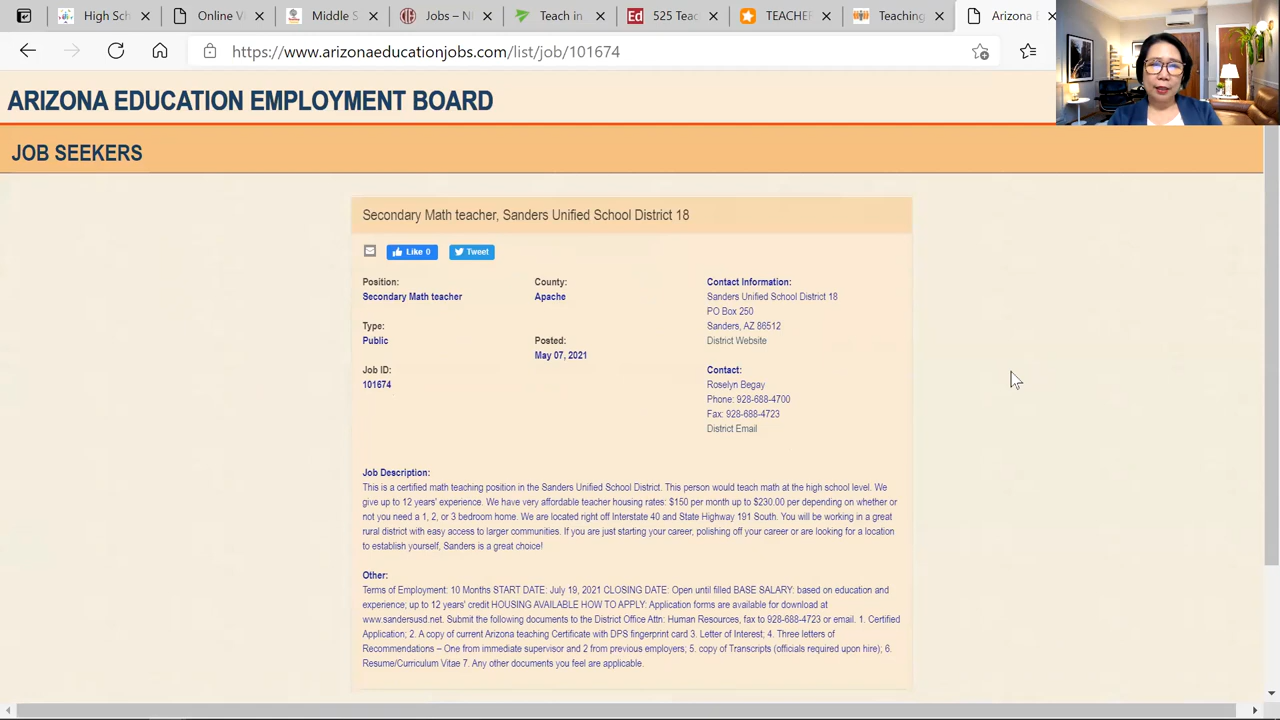 High Sch
Online V
Middle S
Jobs – N
Teach in
525 Teac
TEACHER
Teaching
Arizona E
https://www.arizonaeducationjobs.com/list/job/101674
ARIZONA EDUCATION EMPLOYMENT BOARD
JOB SEEKERS
Secondary Math teacher, Sanders Unified School District 18
Like 0
Tweet
Position:
Secondary Math teacher
Type:
Public
Job ID:
101674
County:
Apache
Posted:
May 07, 2021
Contact Information:
Sanders Unified School District 18
PO Box 250
Sanders, AZ 86512
District Website
Contact:
Roselyn Begay
Phone: 928-688-4700
Fax: 928-688-4723
District Email
Job Description:
This is a certified math teaching position in the Sanders Unified School District. This person would teach math at the high school level. We
give up to 12 years' experience. We have very affordable teacher housing rates: $150 per month up to $230.00 per depending on whether or
not you need a 1, 2, or 3 bedroom home. We are located right off Interstate 40 and State Highway 191 South. You will be working in a great
rural district with easy access to larger communities. If you are just starting your career, polishing off your career or are looking for a location
to establish yourself, Sanders is a great choice!
Other:
Terms of Employment: 10 Months START DATE: July 19, 2021 CLOSING DATE: Open until filled BASE SALARY: based on education and
experience; up to 12 years' credit HOUSING AVAILABLE HOW TO APPLY: Application forms are available for download at
www.sandersusd.net. Submit the following documents to the District Office Attn: Human Resources, fax to 928-688-4723 or email. 1. Certified
Application; 2. A copy of current Arizona teaching Certificate with DPS fingerprint card 3. Letter of Interest; 4. Three letters of
Recommendations – One from immediate supervisor and 2 from previous employers; 5. copy of Transcripts (officials required upon hire); 6.
Resume/Curriculum Vitae 7. Any other documents you feel are applicable.